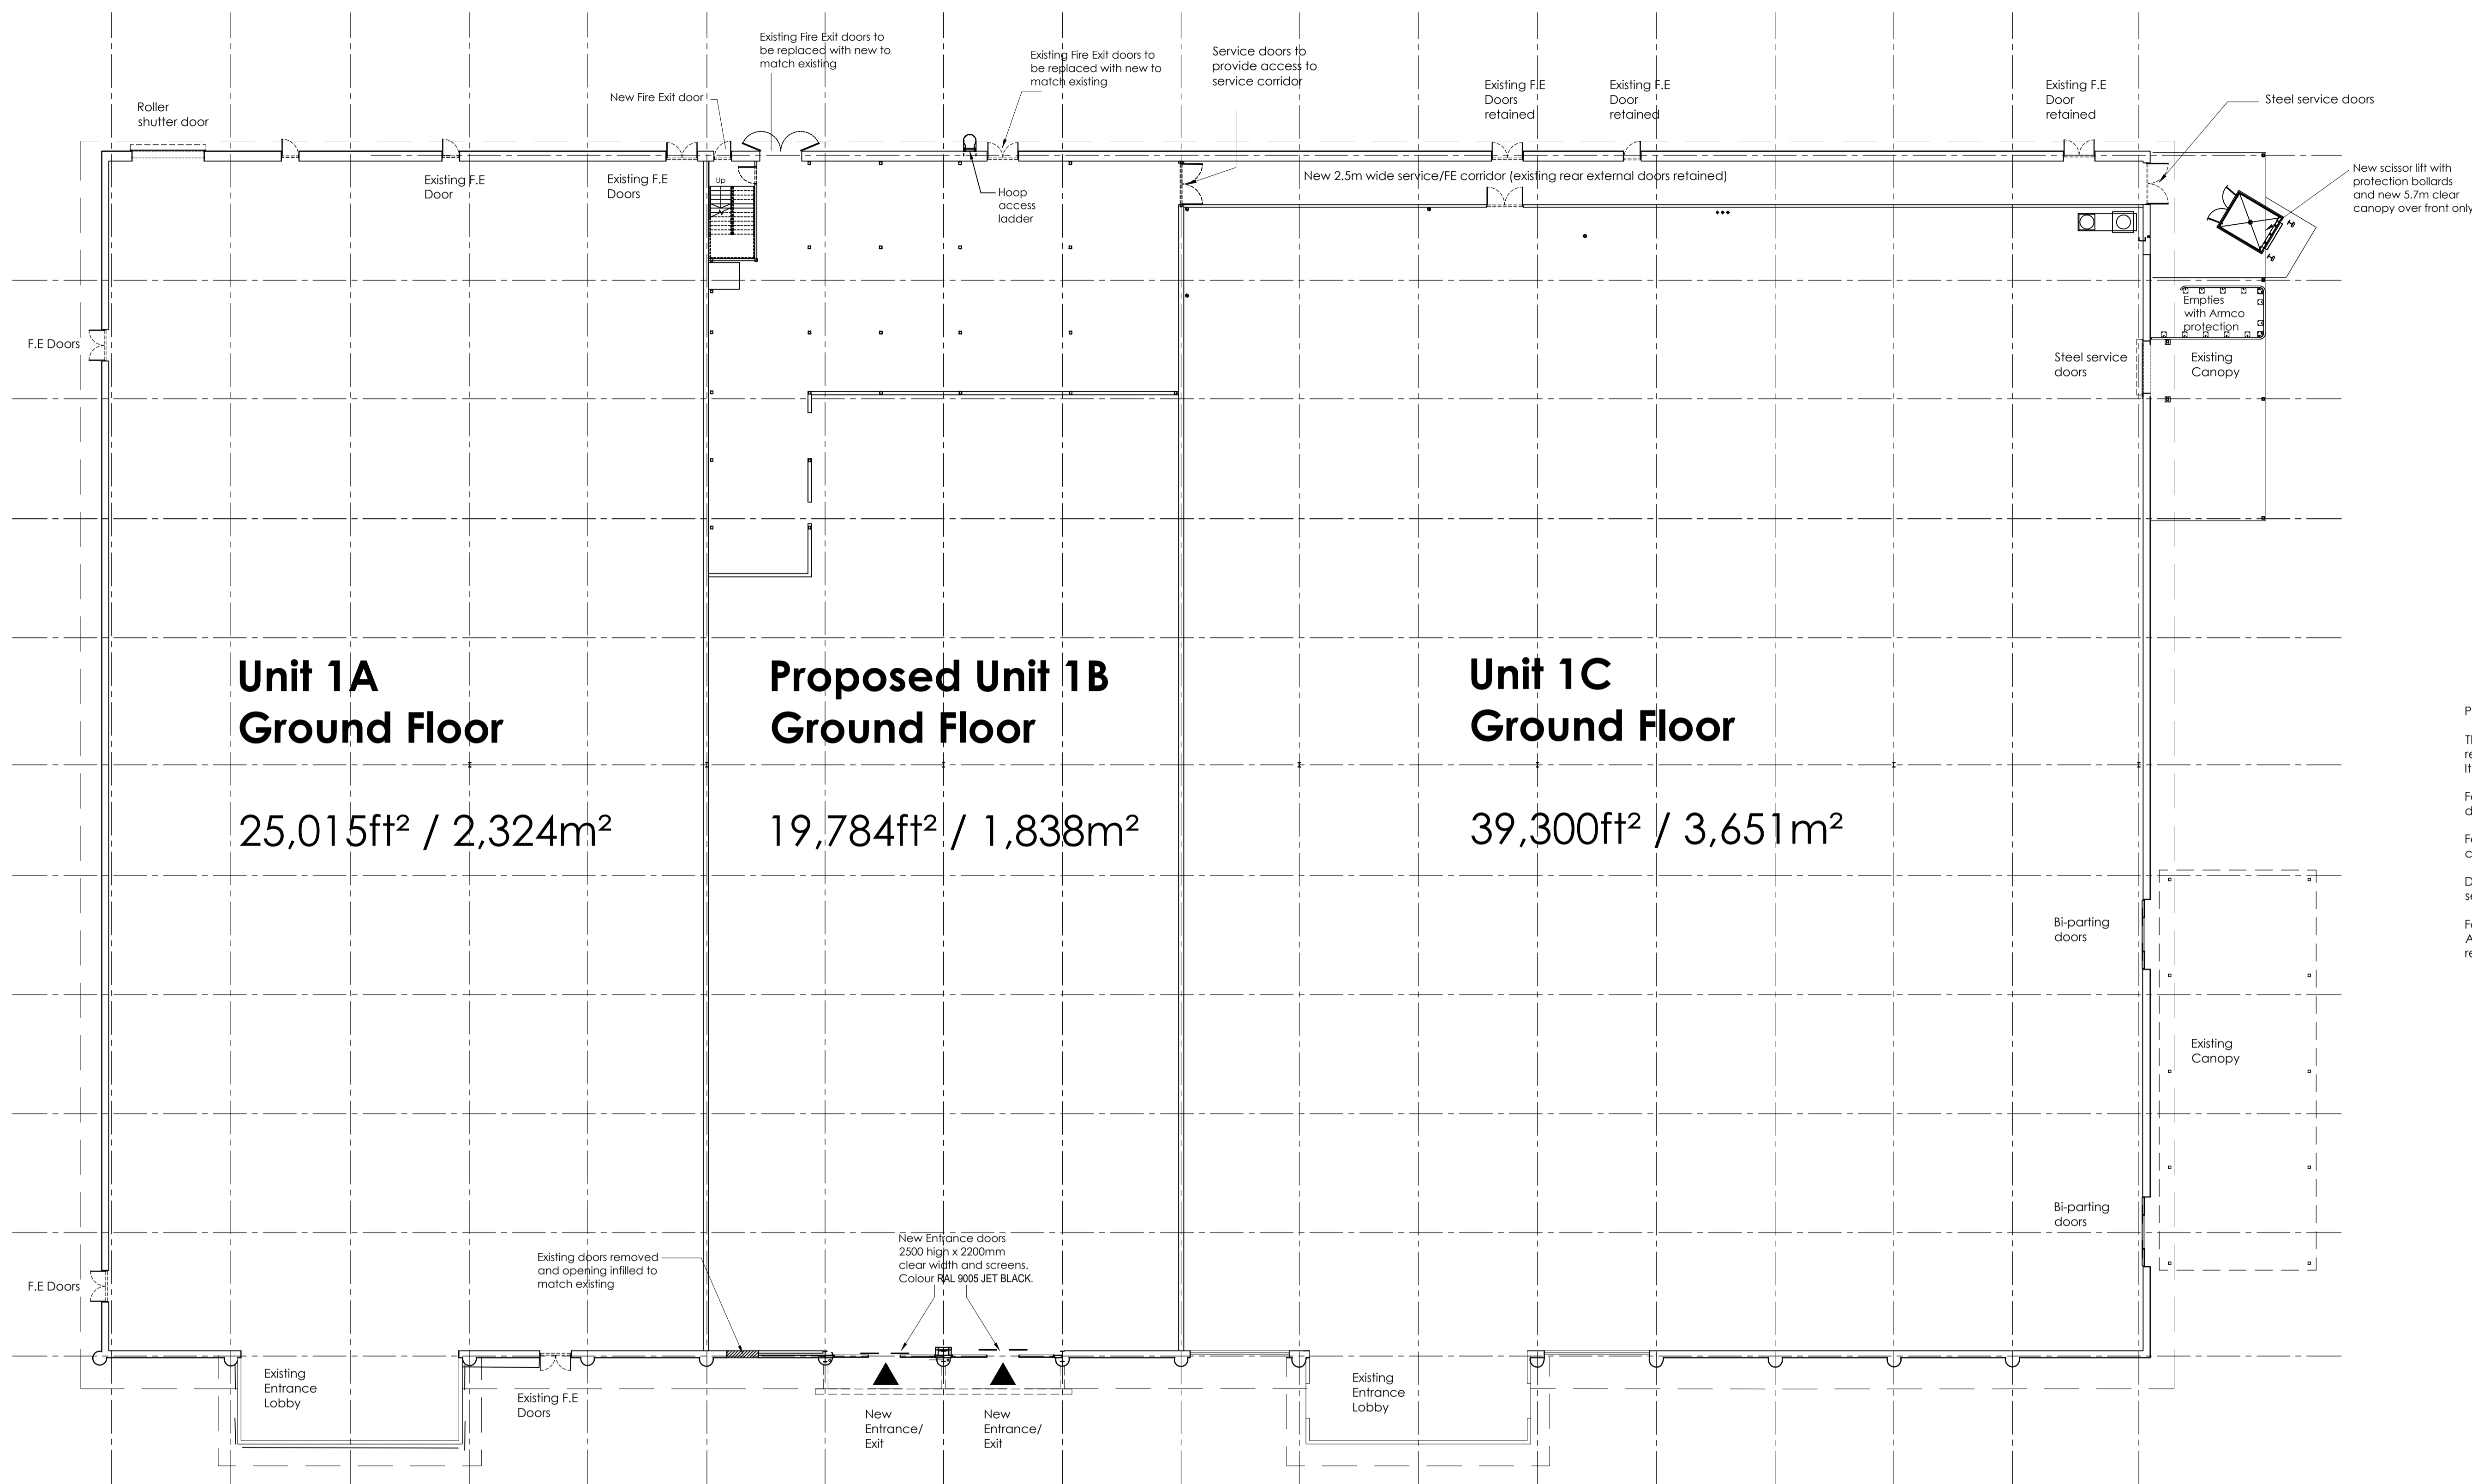 Existing Fire Exit doors to
be replaced with new to
match existing
Existing Fire Exit doors to
be replaced with new to
match existing
Service doors to
provide access to
service corridor
Existing F.E
Doors
retained
Existing F.E
Door
retained
Existing F.E
Door
retained
Steel service doors
Roller
shutter door
New Fire Exit door
New scissor lift with
protection bollards
and new 5.7m clear
canopy over front only
Existing F.E
Door
Existing F.E
Doors
Up
Hoop
access
ladder
New 2.5m wide service/FE corridor (existing rear external doors retained)
Empties
with Armco
protection
F.E Doors
Steel service
doors
Existing
Canopy
Unit 1A
Ground Floor
25,015ft² / 2,324m²
Proposed Unit 1B
Ground Floor
19,784ft² / 1,838m²
Unit 1C
Ground Floor
39,300ft² / 3,651m²
Bi-parting
doors
Existing
Canopy
Bi-parting
doors
F.E Doors
Existing doors removed
and opening infilled to
match existing
New Entrance doors
2500 high x 2200mm
clear width and screens.
Colour RAL 9005 JET BLACK.
Existing
Entrance
Lobby
Existing F.E
Doors
New
Entrance/
Exit
New
Entrance/
Exit
Existing
Entrance
Lobby